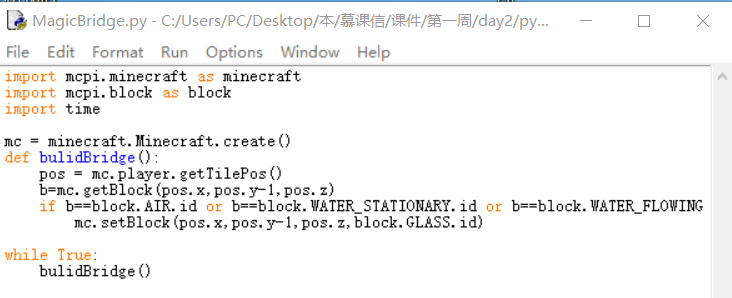 MagicBridge.py - C:/Users/PC/Desktop/本/慕课信/课件/第一周/day2/py...
File Edit Format Run Options Window Help
import mcpi.minecraft as minecraft
import mcpi.block as block
import time

mc = minecraft.Minecraft.create()
def bulidBridge():
    pos = mc.player.getTilePos()
    b=mc.getBlock(pos.x,pos.y-1,pos.z)
    if b==block.AIR.id or b==block.WATER_STATIONARY.id or b==block.WATER_FLOWING
        mc.setBlock(pos.x,pos.y-1,pos.z,block.GLASS.id)

while True:
    bulidBridge()